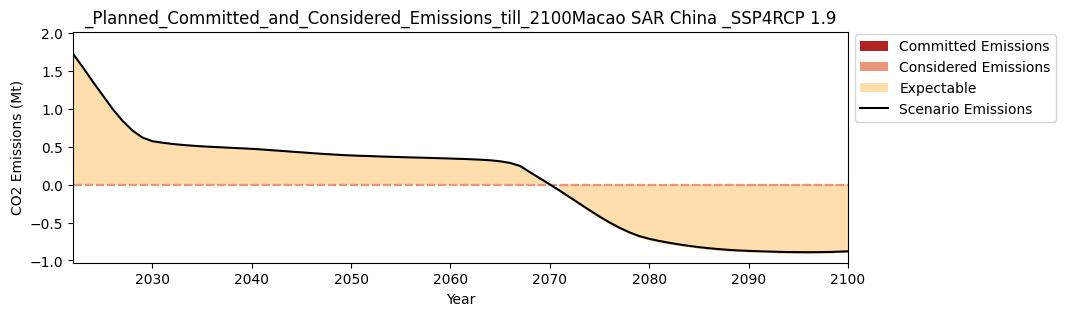 _Planned_Committed_and_Considered_Emissions_till_2100Macao SAR China _SSP4RCP 1.9
Committed Emissions
Considered Emissions
Expectable
Scenario Emissions
CO2 Emissions (Mt)
2.0
1.5
1.0
0.5
0.0
−0.5
−1.0
2030 2040 2050 2060 2070 2080 2090 2100
Year